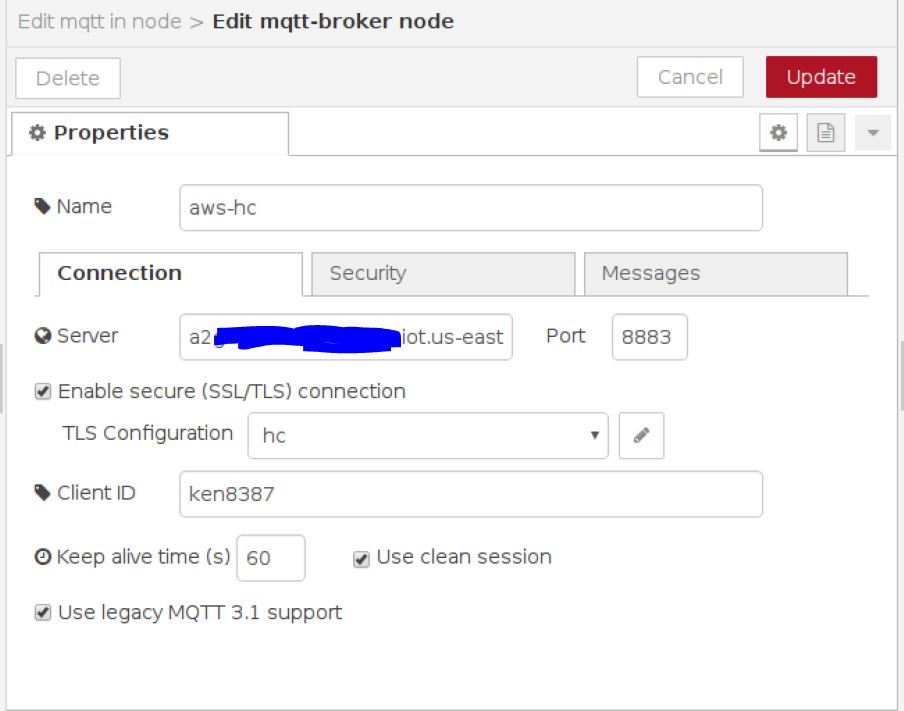 Edit mqtt in node > Edit mqtt-broker node
Delete Cancel Update
Properties
Name aws-hc
Connection Security Messages
Server a2 iot.us-east Port 8883
Enable secure (SSL/TLS) connection
TLS Configuration hc
Client ID ken8387
Keep alive time (s) 60 Use clean session
Use legacy MQTT 3.1 support